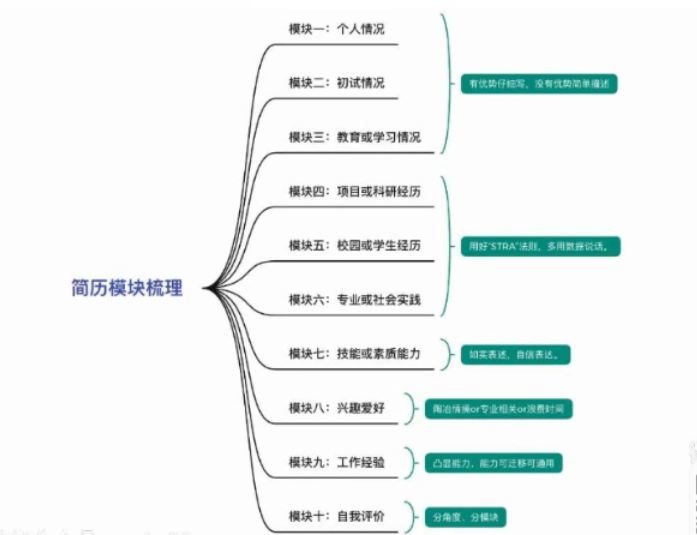 模块一：个人情况
模块二：初试情况
有优势仔细写，没有优势简单描述
模块三：教育或学习情况
模块四：项目或科研经历
模块五：校园或学生经历
用好"STRA"法则，多用数据说话。
简历模块梳理
模块六：专业或社会实践
模块七：技能或素质能力
如实表述，自信表达。
模块八：兴趣爱好
陶冶情操or专业相关or浪费时间
模块九：工作经验
凸显能力，能力可迁移可通用
模块十：自我评价
分角度、分模块